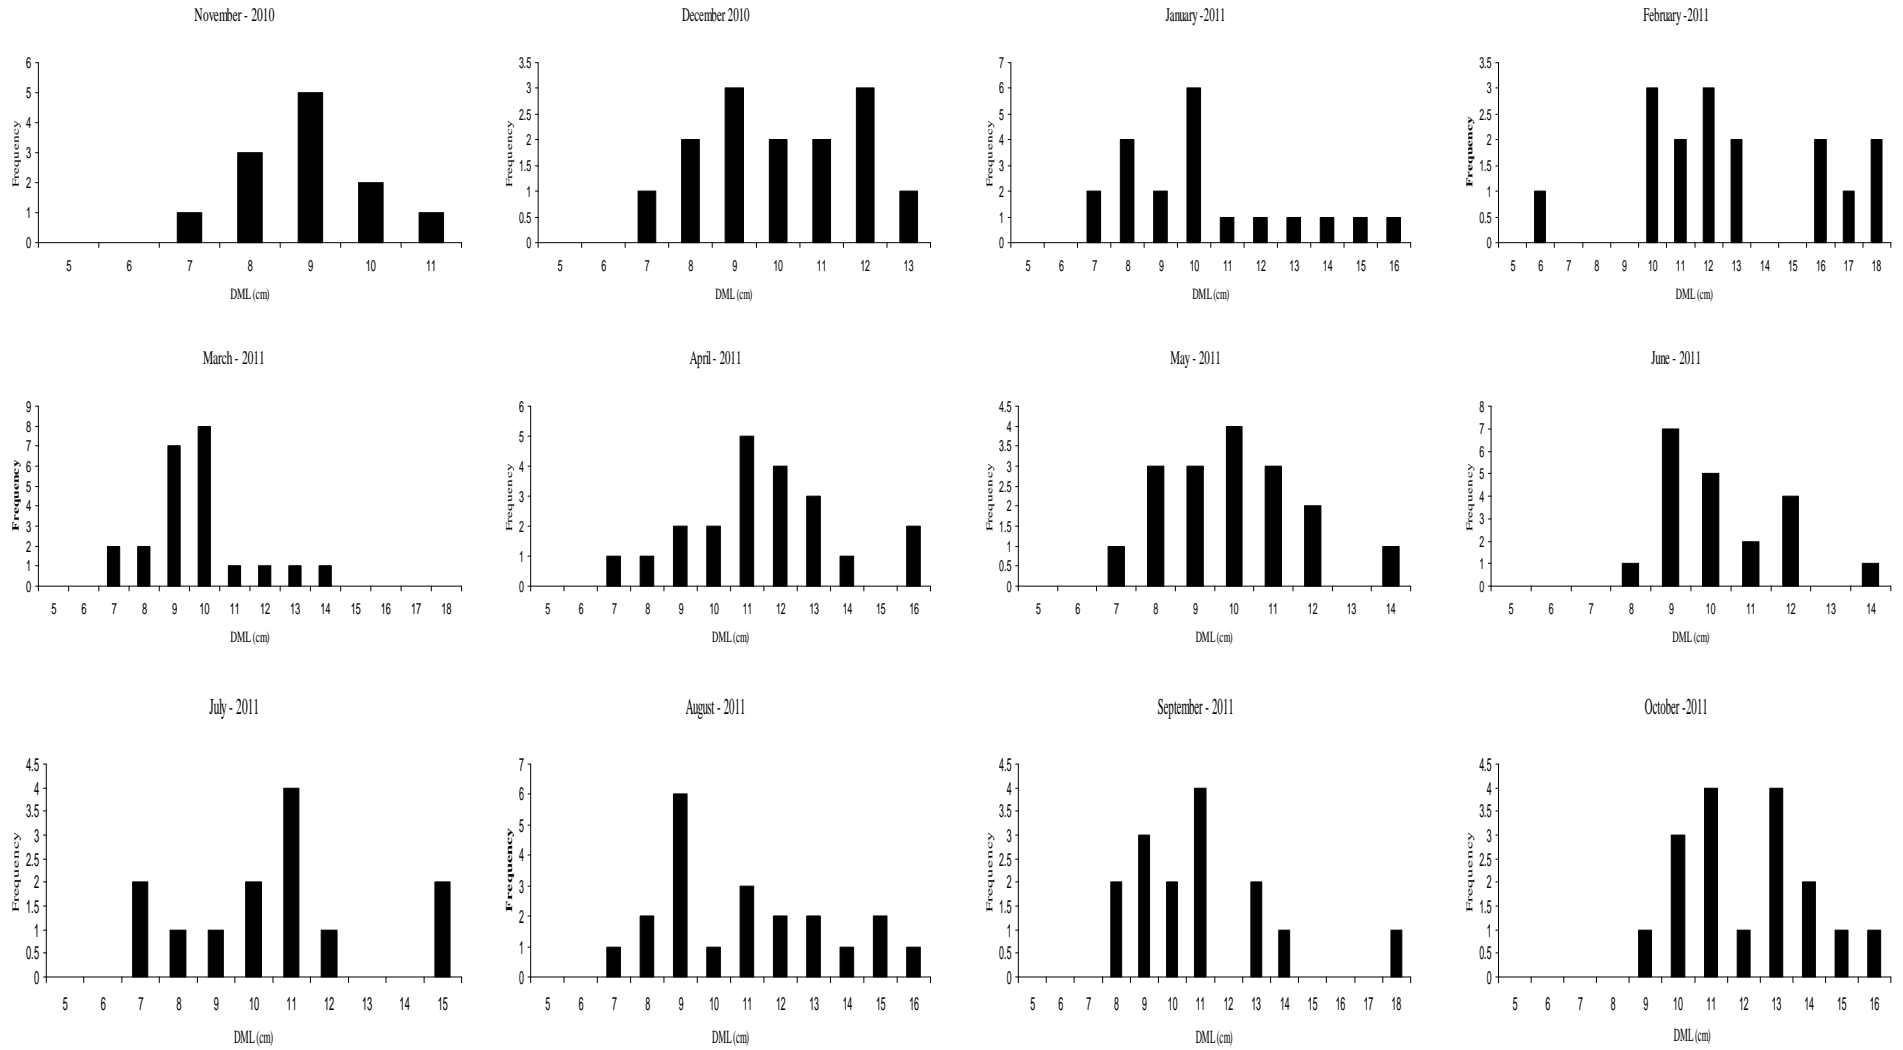 November - 2010
6
5
4
3
2
1
0
Frequency
5 6 7 8 9 10 11
DML (cm)
December 2010
3.5
3
2.5
2
1.5
1
0.5
0
Frequency
5 6 7 8 9 10 11 12 13
DML (cm)
January -2011
7
6
5
4
3
2
1
0
Frequency
5 6 7 8 9 10 11 12 13 14 15 16
DML (cm)
February -2011
3.5
3
2.5
2
1.5
1
0.5
0
Frequency
5 6 7 8 9 10 11 12 13 14 15 16 17 18
DML (cm)
March - 2011
9
8
7
6
5
4
3
2
1
0
Frequency
5 6 7 8 9 10 11 12 13 14 15 16 17 18
DML (cm)
April - 2011
6
5
4
3
2
1
0
Frequency
5 6 7 8 9 10 11 12 13 14 15 16
DML (cm)
May - 2011
4.5
4
3.5
3
2.5
2
1.5
1
0.5
0
Frequency
5 6 7 8 9 10 11 12 13 14
DML (cm)
June - 2011
8
7
6
5
4
3
2
1
0
Frequency
5 6 7 8 9 10 11 12 13 14
DML (cm)
July - 2011
4.5
4
3.5
3
2.5
2
1.5
1
0.5
0
Frequency
5 6 7 8 9 10 11 12 13 14 15
DML (cm)
August - 2011
7
6
5
4
3
2
1
0
Frequency
5 6 7 8 9 10 11 12 13 14 15 16
DML (cm)
September - 2011
4.5
4
3.5
3
2.5
2
1.5
1
0.5
0
Frequency
5 6 7 8 9 10 11 12 13 14 15 16 17 18
DML (cm)
October -2011
4.5
4
3.5
3
2.5
2
1.5
1
0.5
0
Frequency
5 6 7 8 9 10 11 12 13 14 15 16
DML (cm)